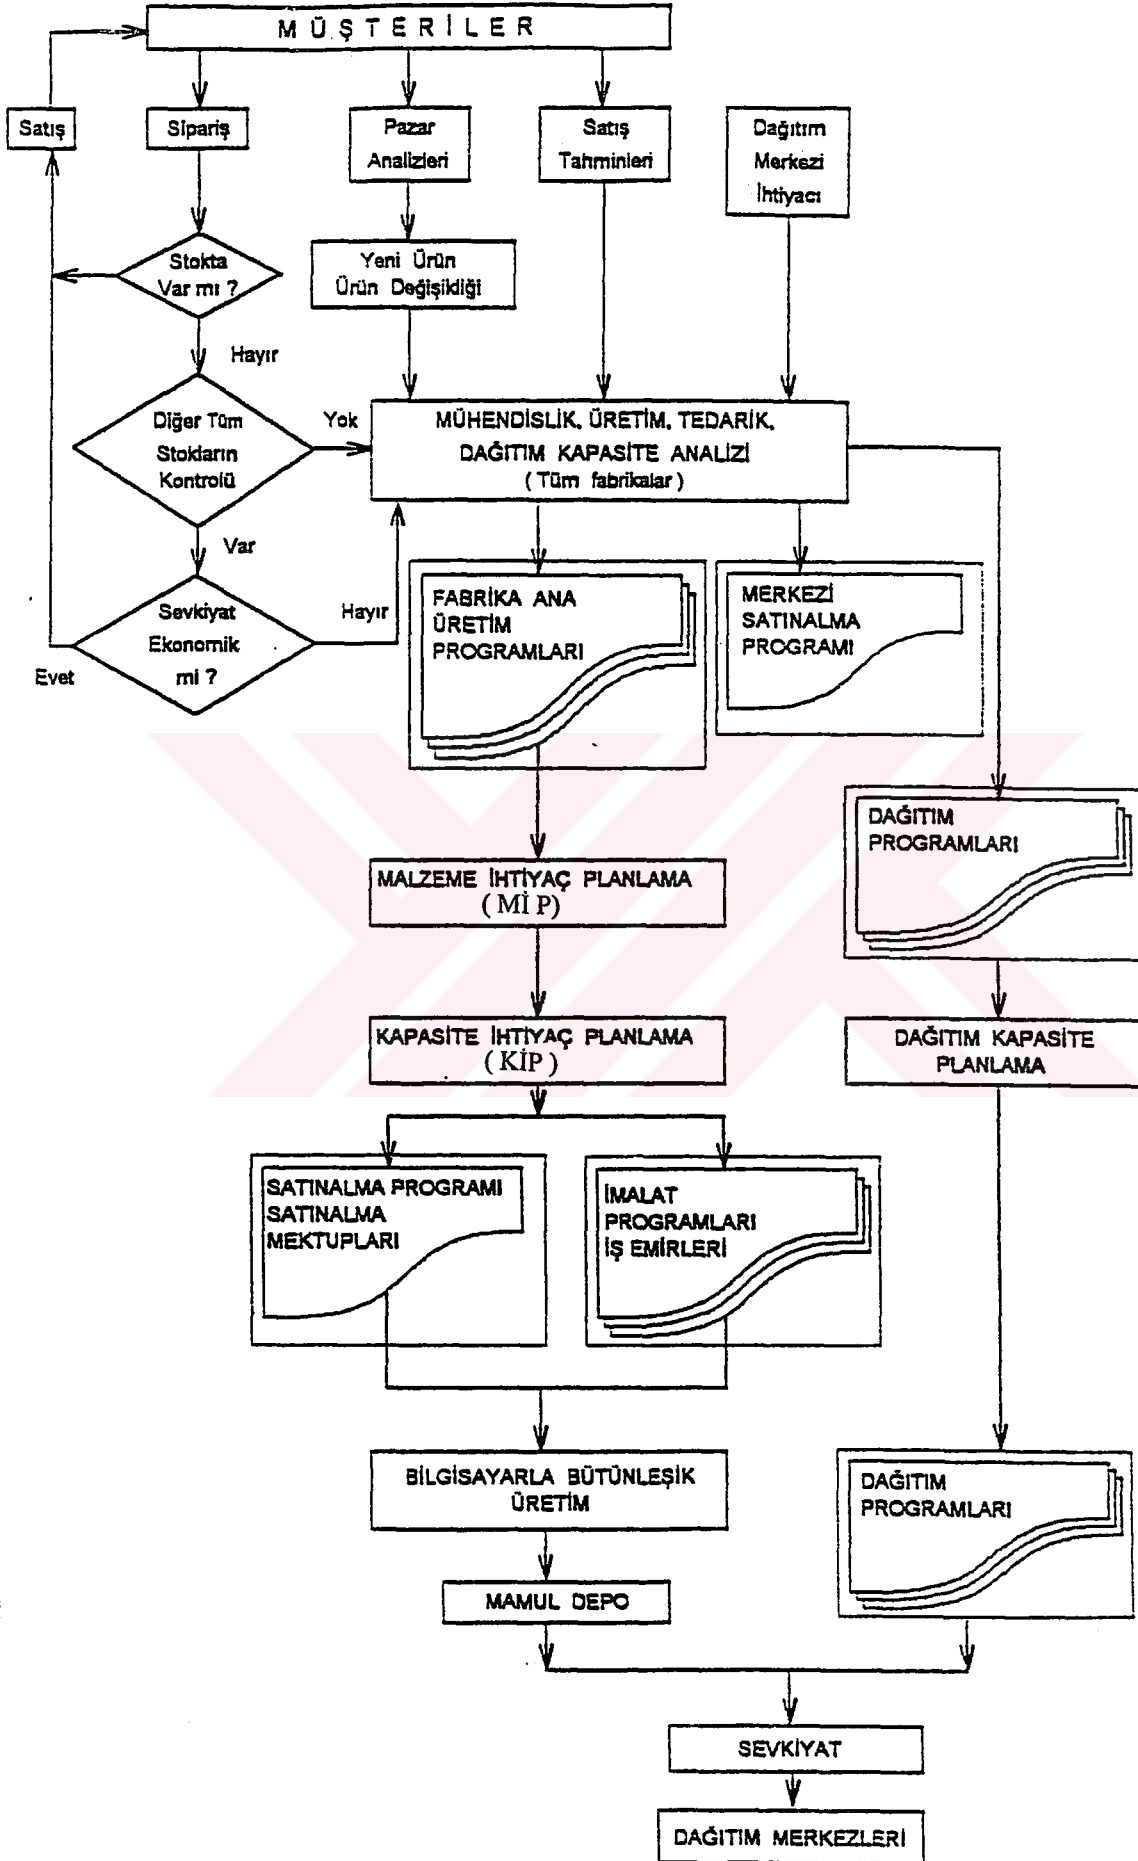 MÜŞTERİLER
Satış
Sipariş
Pazar
Analizleri
Satış
Tahminleri
Dağıtım
Merkezi
İhtiyacı
Stokta
Var mı ?
Yeni Ürün
Ürün Değişikliği
Hayır
Diğer Tüm
Stokların
Kontrolü
Yok
MÜHENDİSLİK, ÜRETİM, TEDARİK,
DAĞITIM KAPASİTE ANALİZİ
( Tüm fabrikalar )
Var
Sevkiyat
Ekonomik
mi ?
Hayır
Evet
FABRİKA ANA
ÜRETİM
PROGRAMLARI
MERKEZİ
SATINALMA
PROGRAMI
DAĞITIM
PROGRAMLARI
MALZEME İHTİYAÇ PLANLAMA
( MİP)
KAPASİTE İHTİYAÇ PLANLAMA
( KİP )
DAĞITIM KAPASİTE
PLANLAMA
SATINALMA PROGRAMI
SATINALMA
MEKTUPLARI
İMALAT
PROGRAMLARI
İŞ EMİRLERİ
BİLGİSAYARLA BÜTÜNLEŞİK
ÜRETİM
DAĞITIM
PROGRAMLARI
MAMUL DEPO
SEVKİYAT
DAĞITIM MERKEZLERİ